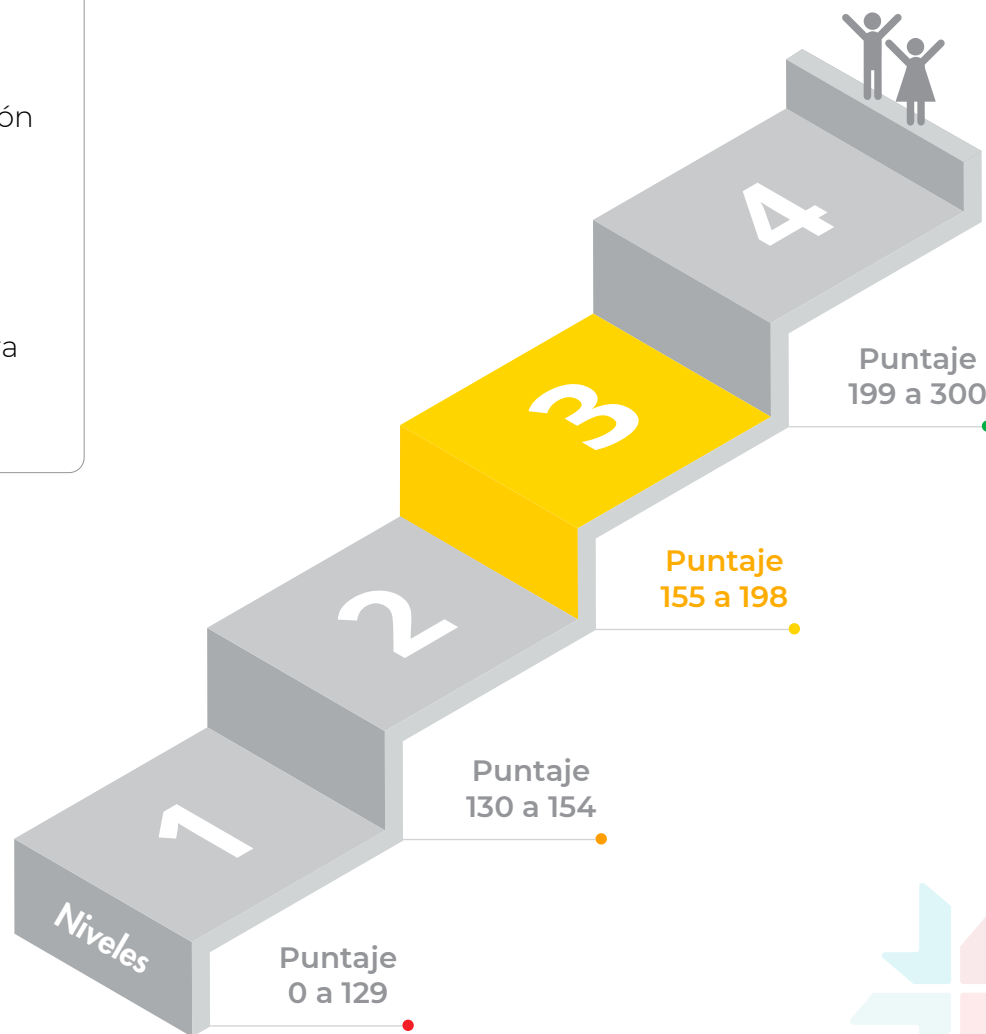 ón
a
4
Puntaje
199 a 300
3
Puntaje
155 a 198
2
Puntaje
130 a 154
1
Niveles
Puntaje
0 a 129